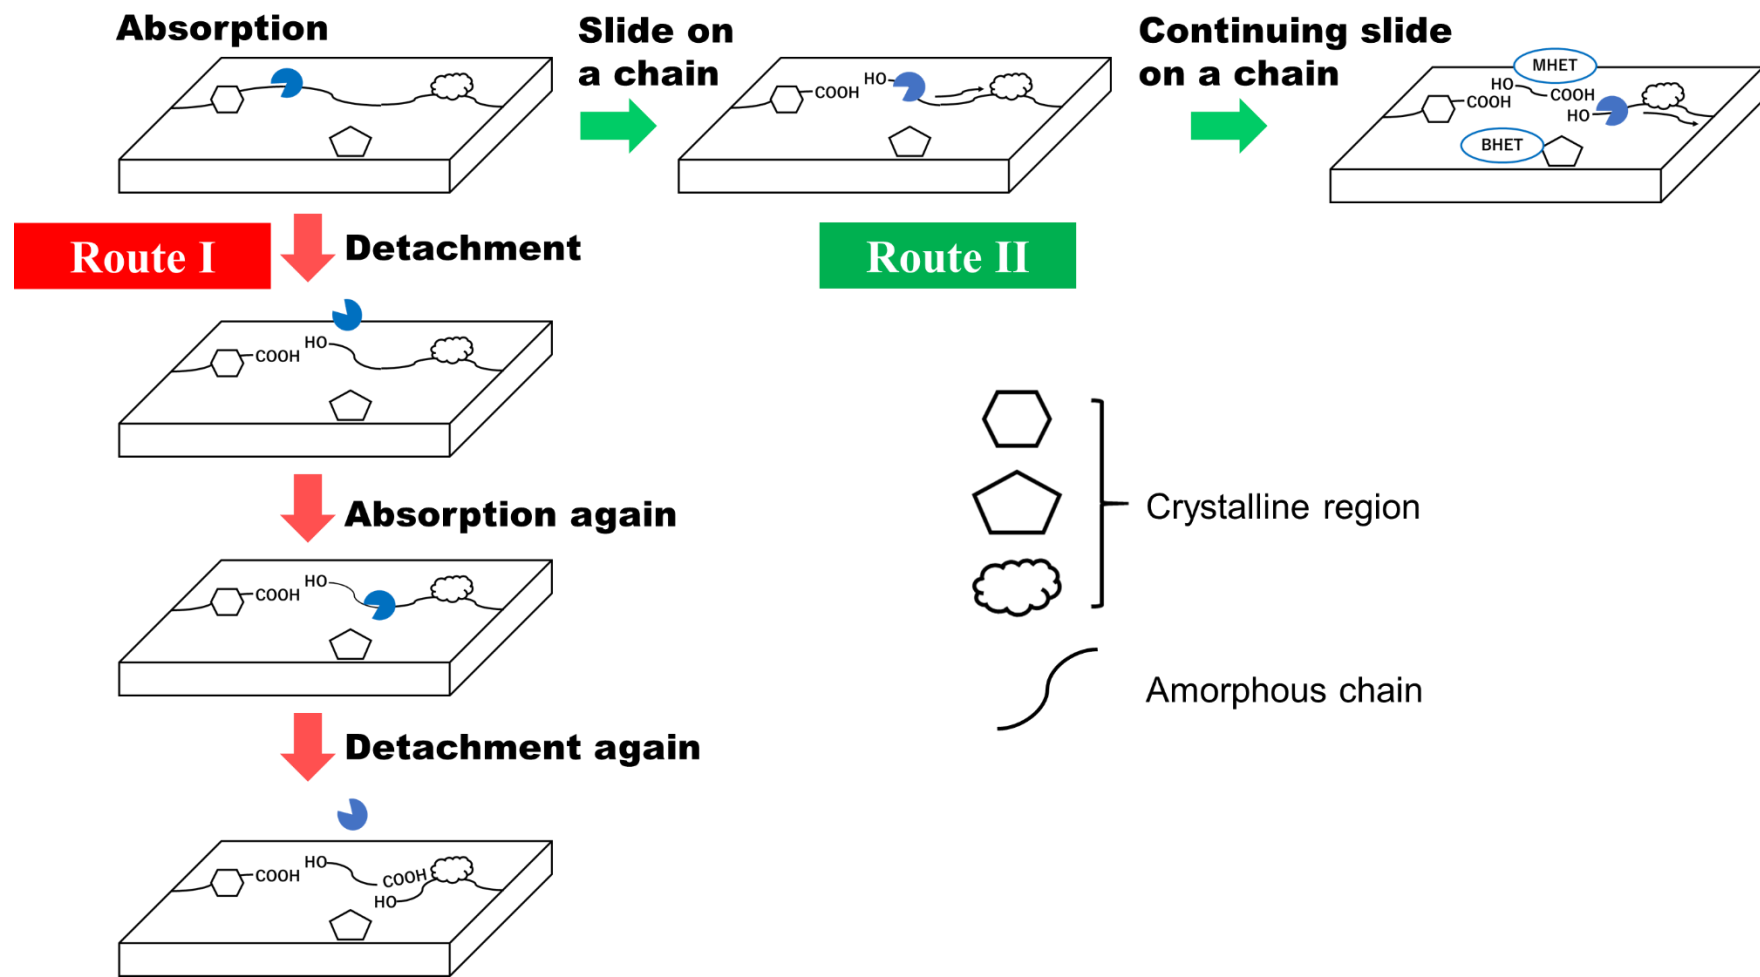 Absorption
Slide on
a chain
Continuing slide
on a chain
HO
COOH
MHET
HO
COOH
COOH
HO
BHET
Route I
Detachment
Route II
HO
COOH
Absorption again
HO
COOH
Crystalline region
Amorphous chain
Detachment again
HO
COOH
COOH
HO